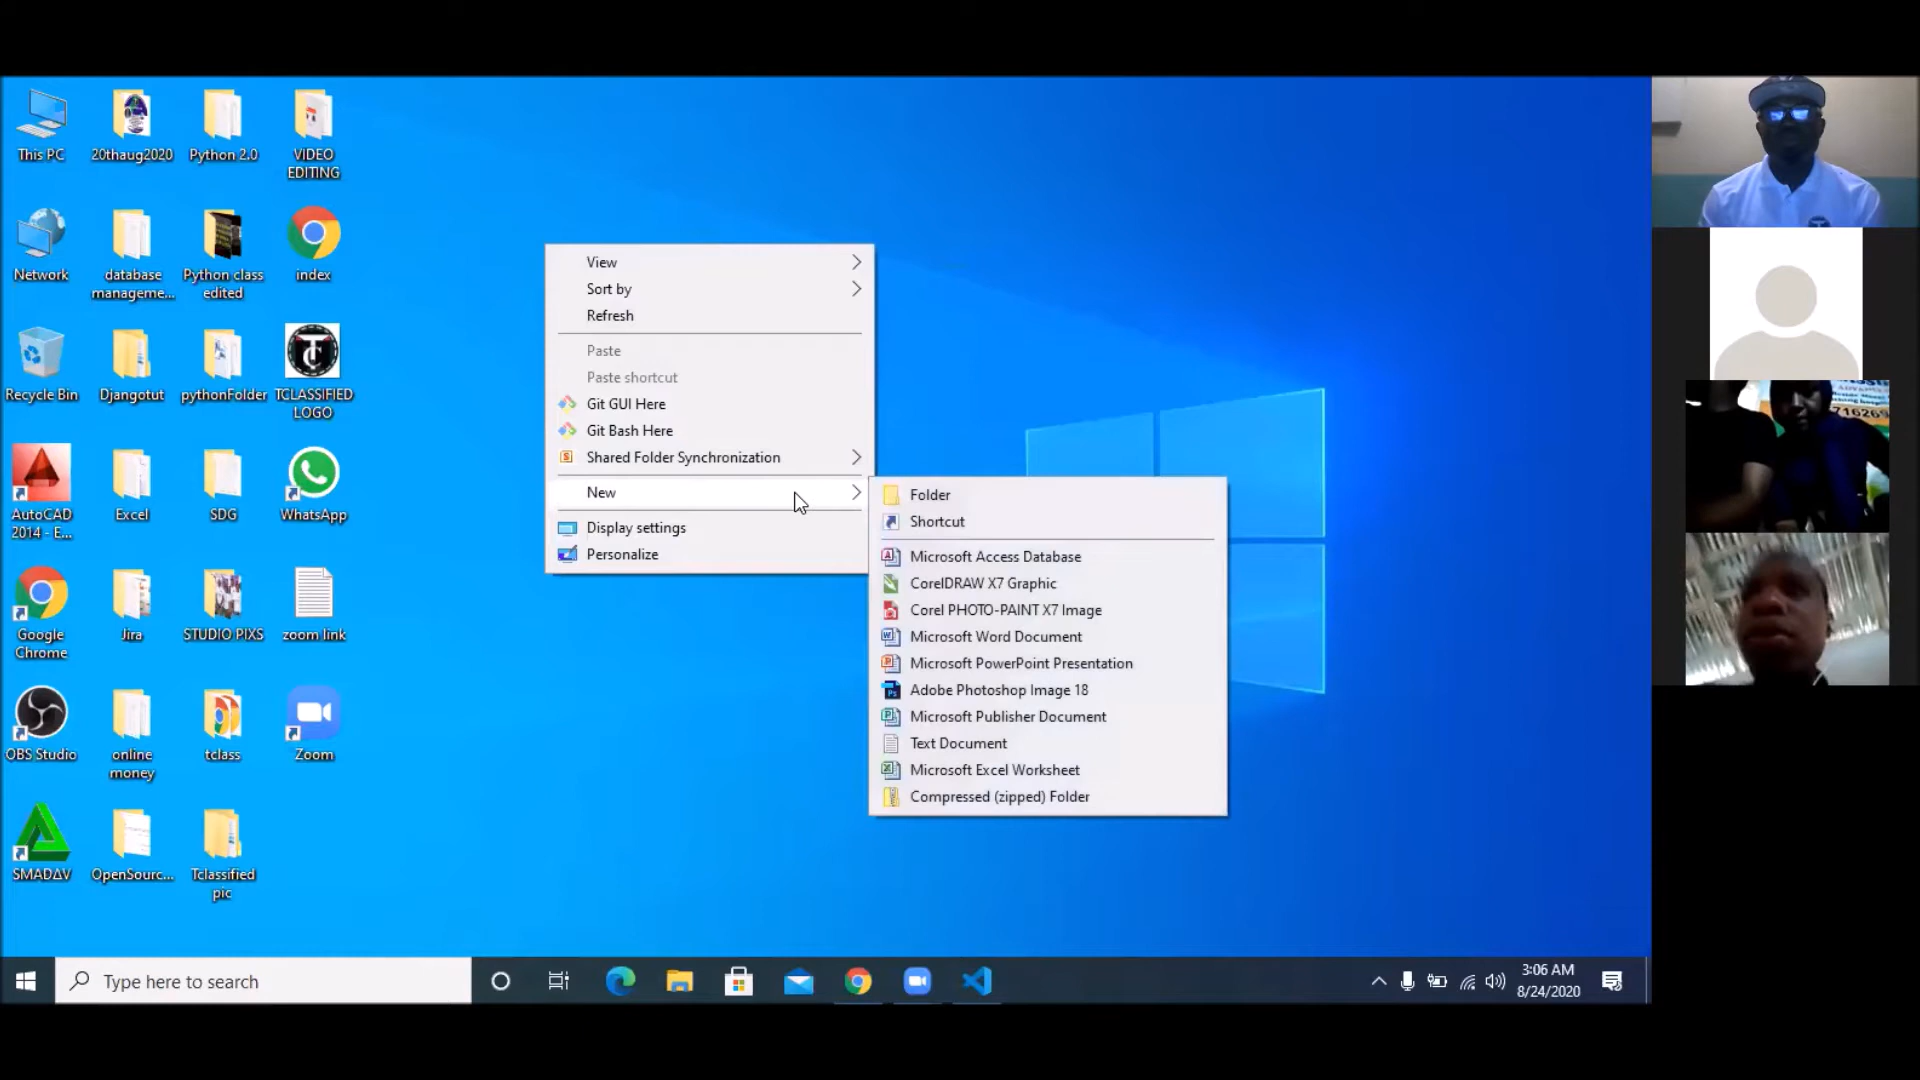 This PC
20thaug2020
Python 2.0
VIDEO
EDITING
Network
database
manageme...
Python class
edited
index
Recycle Bin
Djangotut
pythonFolder
TCLASSIFIED
LOGO
AutoCAD
2014 - E...
Excel
SDG
WhatsApp
Google
Chrome
Jira
STUDIO PIXS
zoom link
OBS Studio
online
money
tclass
Zoom
SMADΔV
OpenSourc...
Tclassified
pic
View
Sort by
Refresh
Paste
Paste shortcut
Git GUI Here
Git Bash Here
Shared Folder Synchronization
New
Display settings
Personalize
Folder
Shortcut
Microsoft Access Database
CorelDRAW X7 Graphic
Corel PHOTO-PAINT X7 Image
Microsoft Word Document
Microsoft PowerPoint Presentation
Adobe Photoshop Image 18
Microsoft Publisher Document
Text Document
Microsoft Excel Worksheet
Compressed (zipped) Folder
Type here to search
3:06 AM
8/24/2020